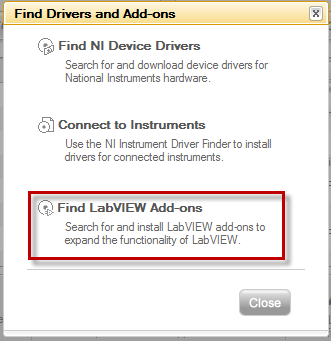 Find Drivers and Add-ons
Find NI Device Drivers
Search for and download device drivers for
National Instruments hardware.
Connect to Instruments
Use the NI Instrument Driver Finder to install
drivers for connected instruments.
Find LabVIEW Add-ons
Search for and install LabVIEW add-ons to
expand the functionality of LabVIEW.
Close